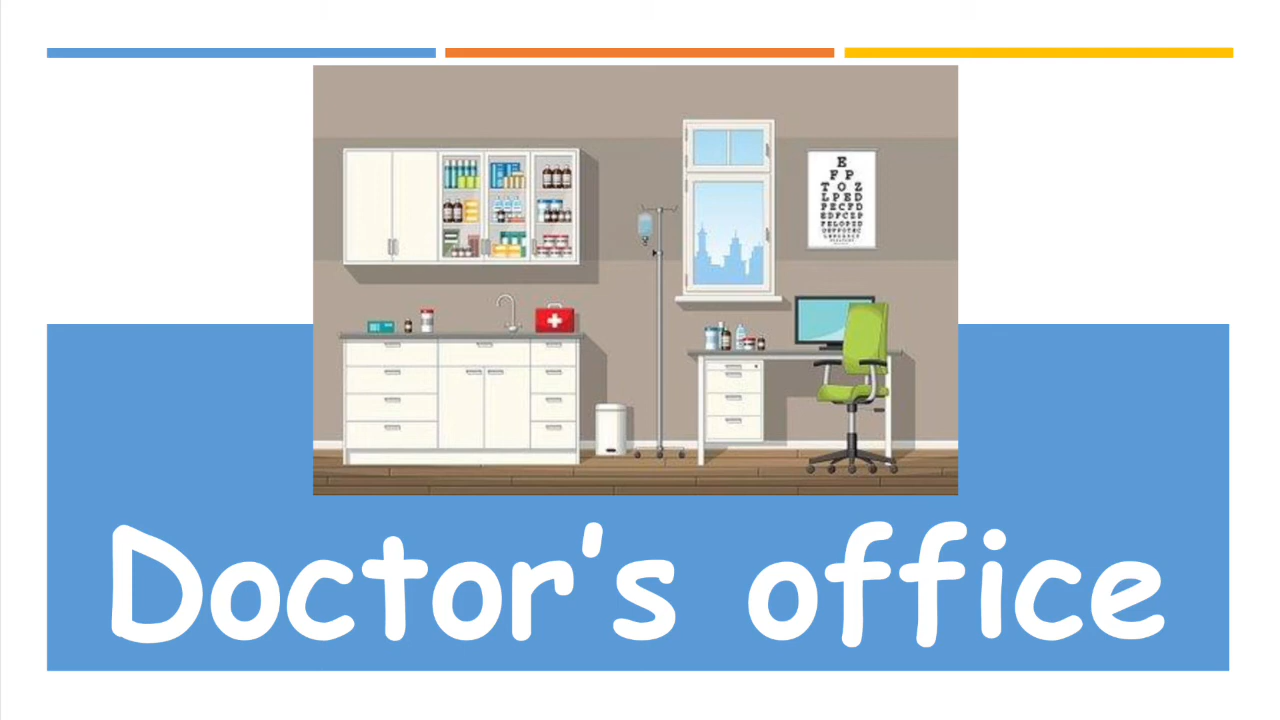 E
F P
T O Z
L P E D
P E C F D
E D F C Z P
F E L O P Z D
Doctor's office